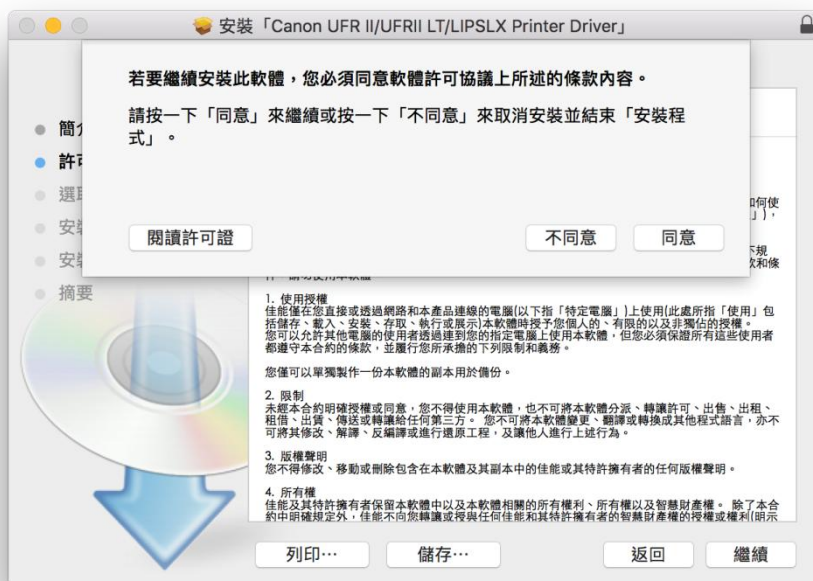 安裝「Canon UFR II/UFRII LT/LIPSLX Printer Driver」
若要繼續安裝此軟體，您必須同意軟體許可協議上所述的條款內容。
請按一下「同意」來繼續或按一下「不同意」來取消安裝並結束「安裝程
式」。
閱讀許可證
不同意
同意
簡
許
選
安
安
摘要
如何使
」)，
不規
款和條
1. 使用授權
佳能僅在您直接或透過網路和本產品連線的電腦(以下指「特定電腦」)上使用(此處所指「使用」包
括儲存、載入、安裝、存取、執行或展示)本軟體時授予您個人的、有限的以及非獨佔的授權。
您可以允許其他電腦的使用者透過連到您的指定電腦上使用本軟體，但您必須保證所有這些使用者
都遵守本合約的條款，並履行您所承擔的下列限制和義務。
您僅可以單獨製作一份本軟體的副本用於備份。
2. 限制
未經本合約明確授權或同意，您不得使用本軟體，也不可將本軟體分派、轉讓許可、出售、出租、
租借、出賃、傳送或轉讓給任何第三方。 您不可將本軟體變更、翻譯或轉換成其他程式語言，亦不
可將其修改、解譯、反編譯或進行還原工程，及讓他人進行上述行為。
3. 版權聲明
您不得修改、移動或刪除包含在本軟體及其副本中的佳能或其特許擁有者的任何版權聲明。
4. 所有權
佳能及其特許擁有者保留本軟體中以及本軟體相關的所有權利、所有權以及智慧財產權。 除了本合
約中明確規定外，佳能不向您轉讓或授與任何佳能和其特許擁有者的智慧財產權的授權或權利(明示
列印…
儲存…
返回
繼續